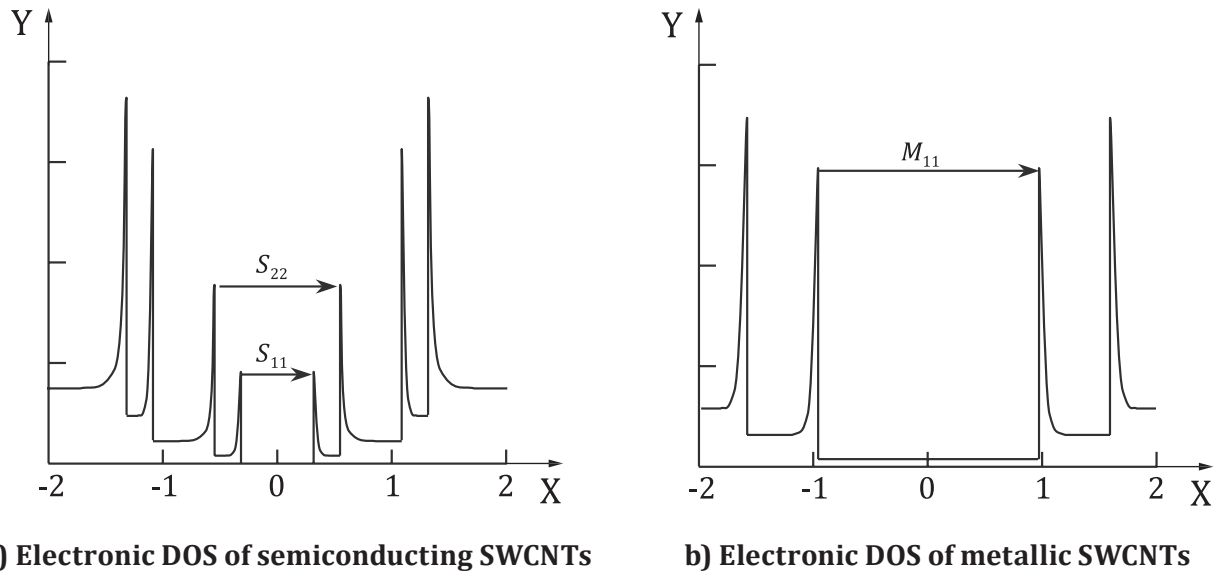 Y
S₂₂
S₁₁
-2 -1 0 1 2 X
) Electronic DOS of semiconducting SWCNTs
Y
M₁₁
-2 -1 0 1 2 X
b) Electronic DOS of metallic SWCNTs